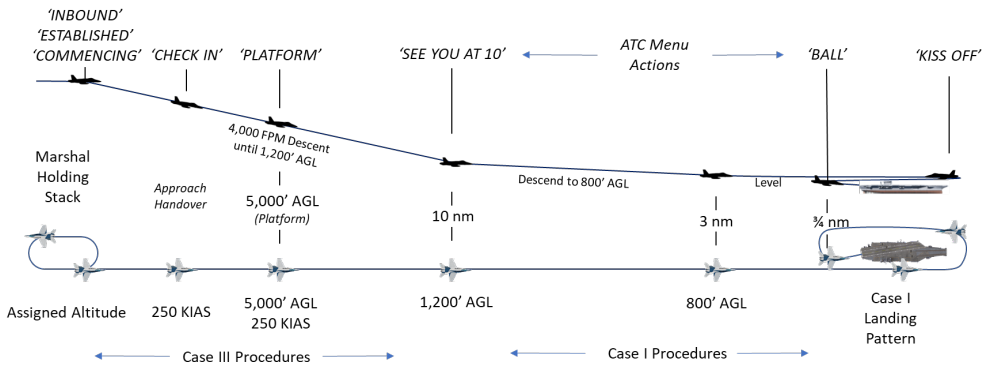 ‘INBOUND’
‘ESTABLISHED’
‘COMMENCING’
‘CHECK IN’
‘PLATFORM’
‘SEE YOU AT 10’
ATC Menu
Actions
‘BALL’
‘KISS OFF’
4,000 FPM Descent
until 1,200’ AGL
Marshal
Holding
Stack
Approach
Handover
5,000’ AGL
(Platform)
10 nm
Descend to 800’ AGL
3 nm
Level
¾ nm
Assigned Altitude
250 KIAS
5,000’ AGL
250 KIAS
1,200’ AGL
800’ AGL
Case I
Landing
Pattern
Case III Procedures
Case I Procedures